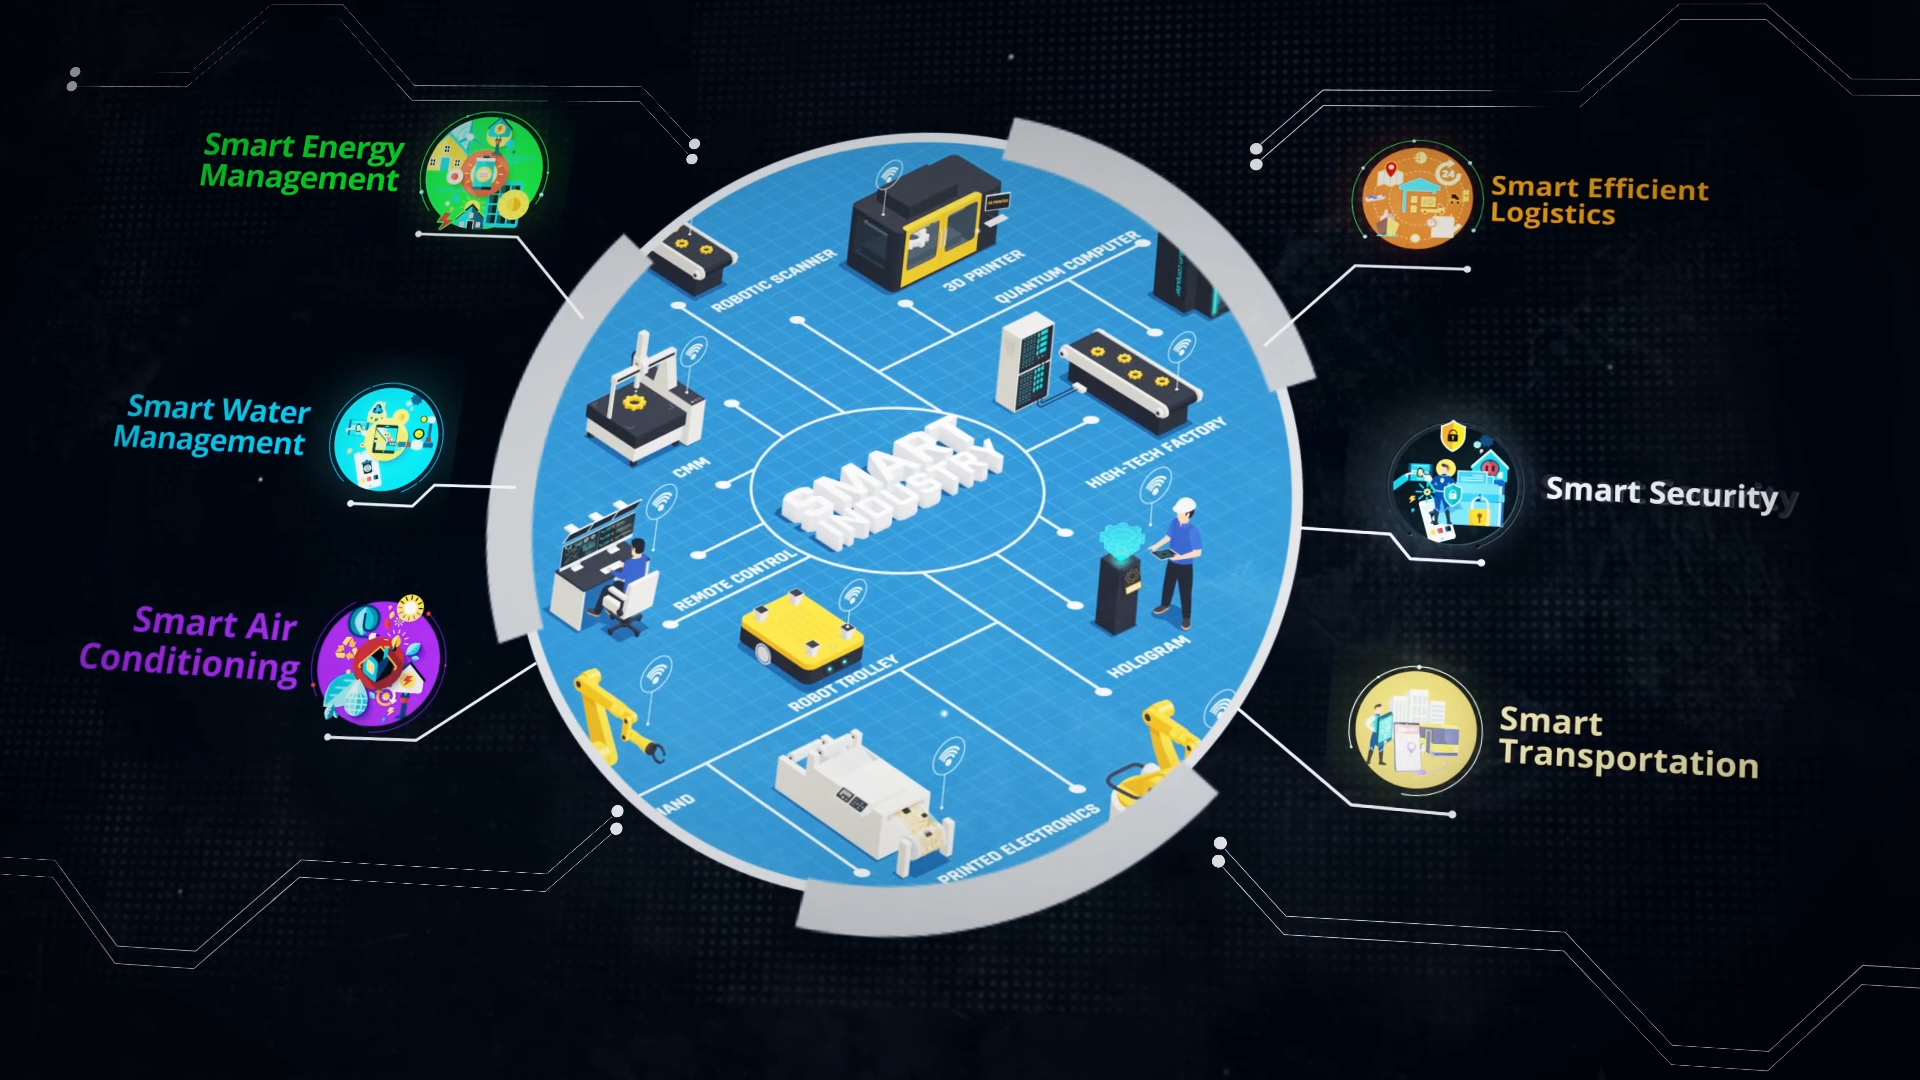 Smart Energy
Management
Smart Water
Management
Smart Air
Conditioning
ROBOTIC SCANNER
3D PRINTER
QUANTUM COMPUTER
CMM
HIGH-TECH FACTORY
SMART
INDUSTRY
REMOTE CONTROL
ROBOT TROLLEY
HOLOGRAM
PRINTED ELECTRONICS
Smart Efficient
Logistics
24
Smart Security
Smart
Transportation